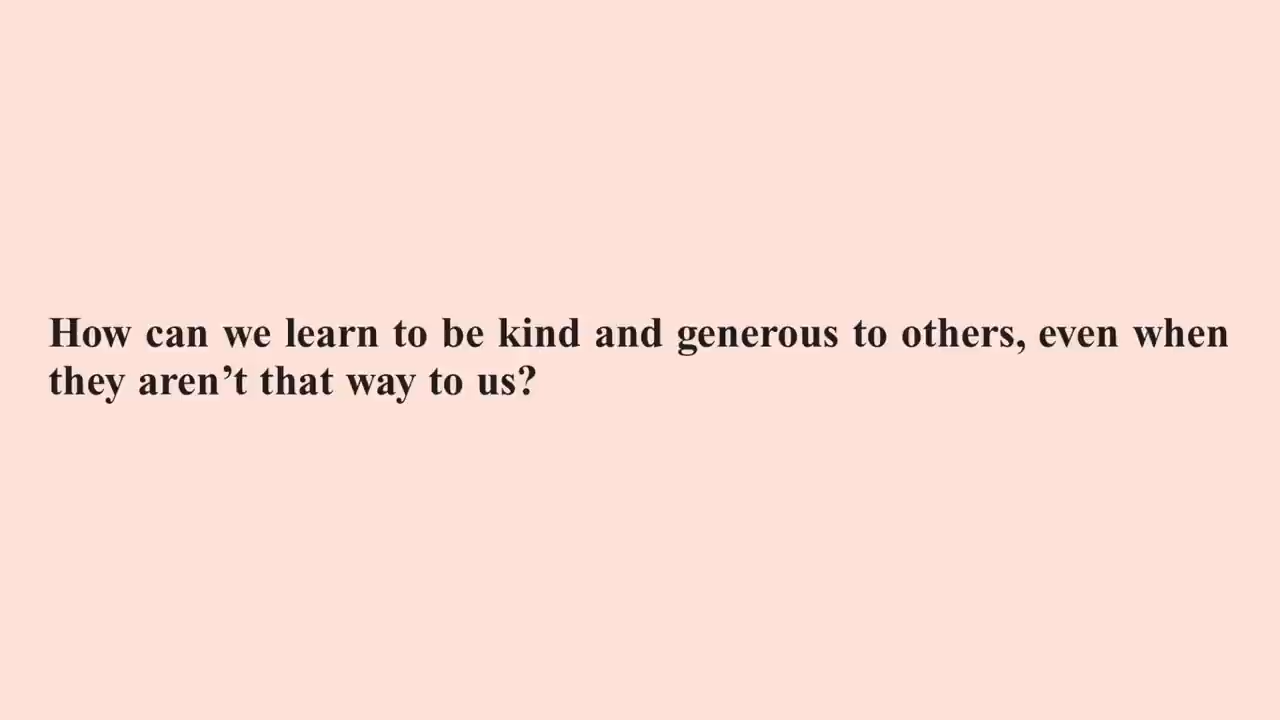 How can we learn to be kind and generous to others, even when
they aren’t that way to us?